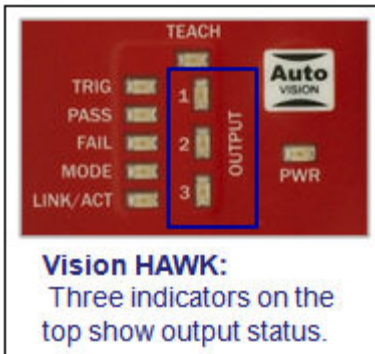 TEACH
TRIG
PASS
FAIL
MODE
LINK/ACT
1
2
3
OUTPUT
Auto
VISION
PWR
Vision HAWK:
Three indicators on the
top show output status.